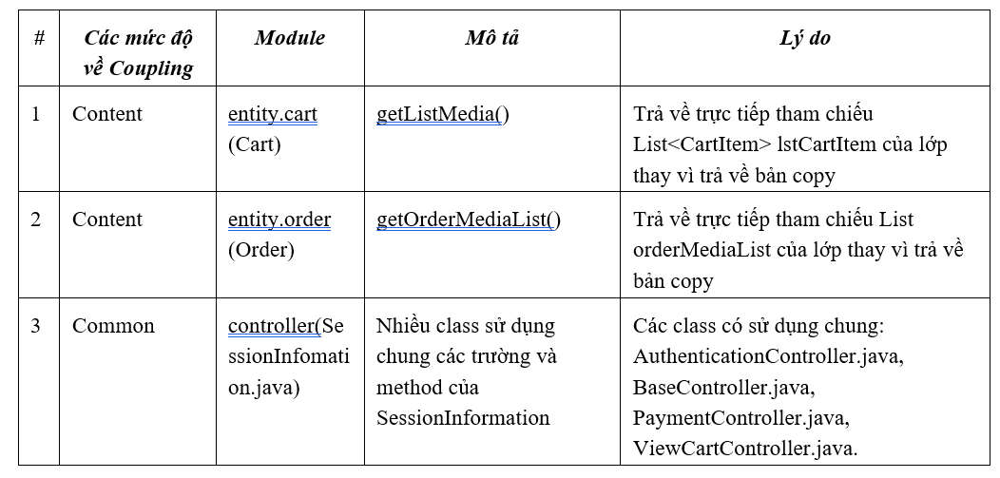 # Các mức độ về Coupling Module Mô tả Lý do
1 Content entity.cart getListMedia() Trả về trực tiếp tham chiếu
(Cart) List<CartItem> lstCartItem của lớp
thay vì trả về bản copy
2 Content entity.order getOrderMediaList() Trả về trực tiếp tham chiếu List
(Order) orderMediaList của lớp thay vì trả về
bản copy
3 Common controller(Se Nhiều class sử dụng Các class có sử dụng chung:
ssionInfomati chung các trường và AuthenticationController.java,
on.java) method của BaseController.java,
SessionInformation PaymentController.java,
ViewCartController.java.